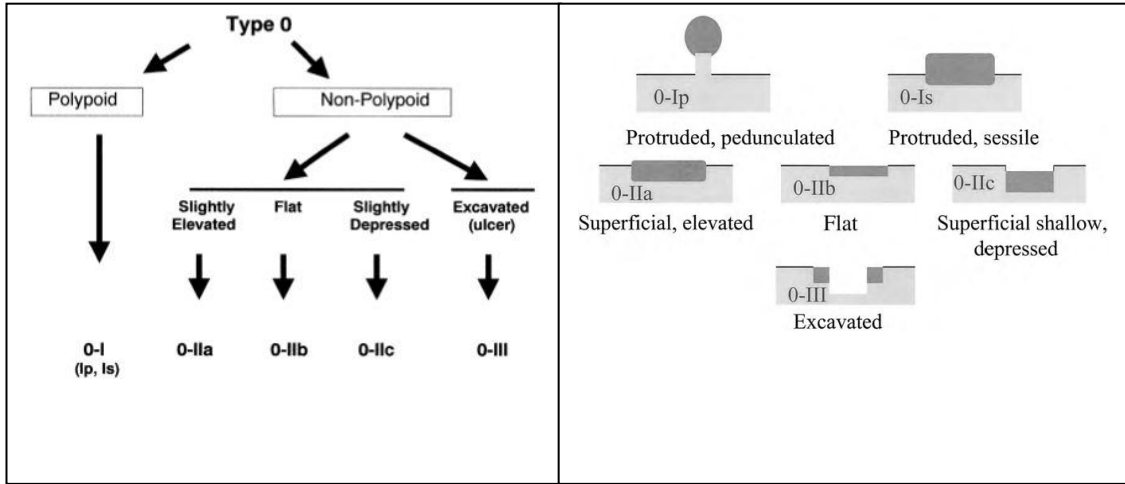 Type 0
Polypoid
Non-Polypoid
Slightly
Elevated
Flat
Slightly
Depressed
Excavated
(ulcer)
0-I
(Ip, Is)
0-IIa
0-IIb
0-IIc
0-III
0-Ip
0-Is
Protruded, pedunculated
Protruded, sessile
0-IIa
0-IIb
0-IIc
Superficial, elevated
Flat
Superficial shallow,
depressed
0-III
Excavated